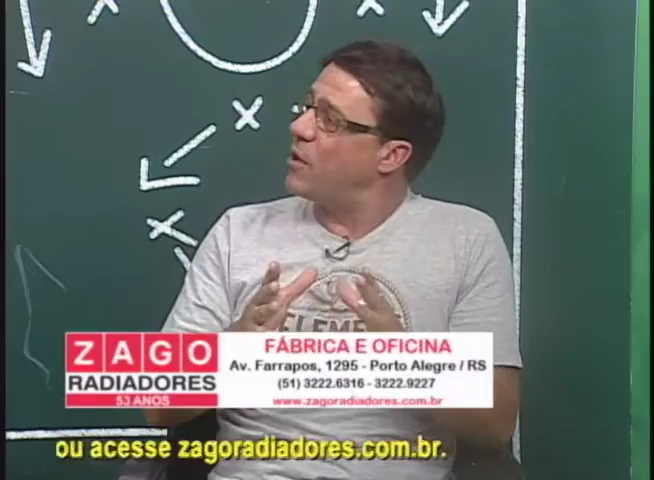 ELEME
ZAGO
RADIADORES
53 ANOS
FÁBRICA E OFICINA
Av. Farrapos, 1295 - Porto Alegre / RS
(51) 3222.6316 - 3222.9227
www.zagoradiadores.com.br
ou acesse zagoradiadores.com.br.